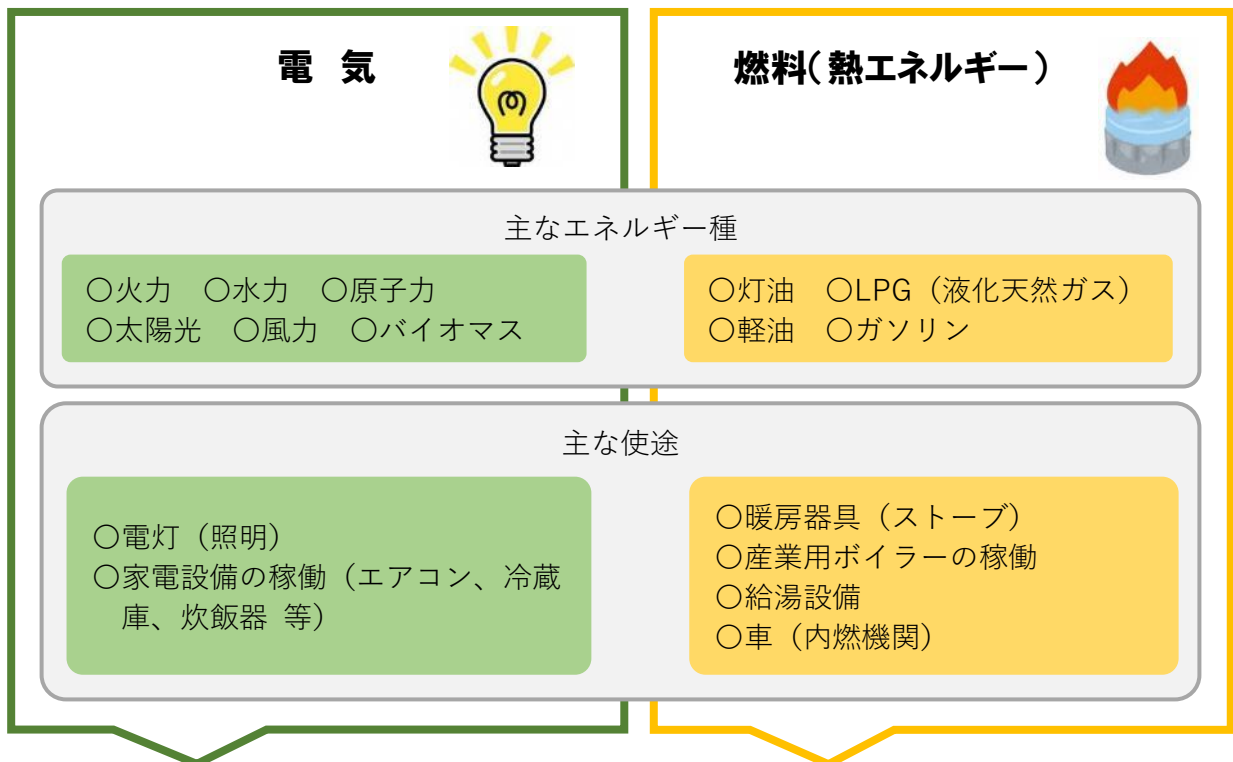 電 気
燃料(熱エネルギー)
主なエネルギー種
〇火力　〇水力　〇原子力
〇太陽光　〇風力　〇バイオマス
〇灯油　〇LPG（液化天然ガス）
〇軽油　〇ガソリン
主な使途
〇電灯（照明）
〇家電設備の稼働（エアコン、冷蔵
庫、炊飯器 等）
〇暖房器具（ストーブ）
〇産業用ボイラーの稼働
〇給湯設備
〇車（内燃機関）